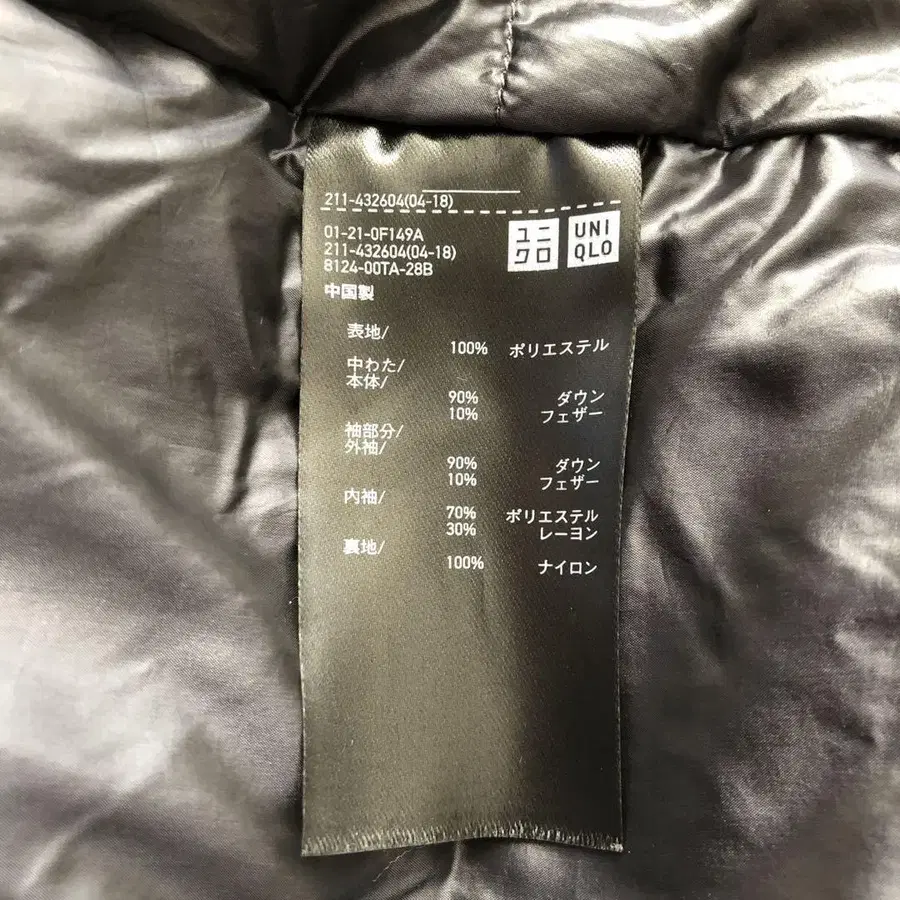 211-432604(04-18)
01-21-0F149A
211-432604(04-18)
8124-00TA-28B
ユニ
クロ
UNI
QLO
中国製
表地/
100% ポリエステル
中わた/
本体/
90% ダウン
10% フェザー
袖部分/
外袖/
90% ダウン
10% フェザー
内袖/
70% ポリエステル
30% レーヨン
裏地/
100% ナイロン